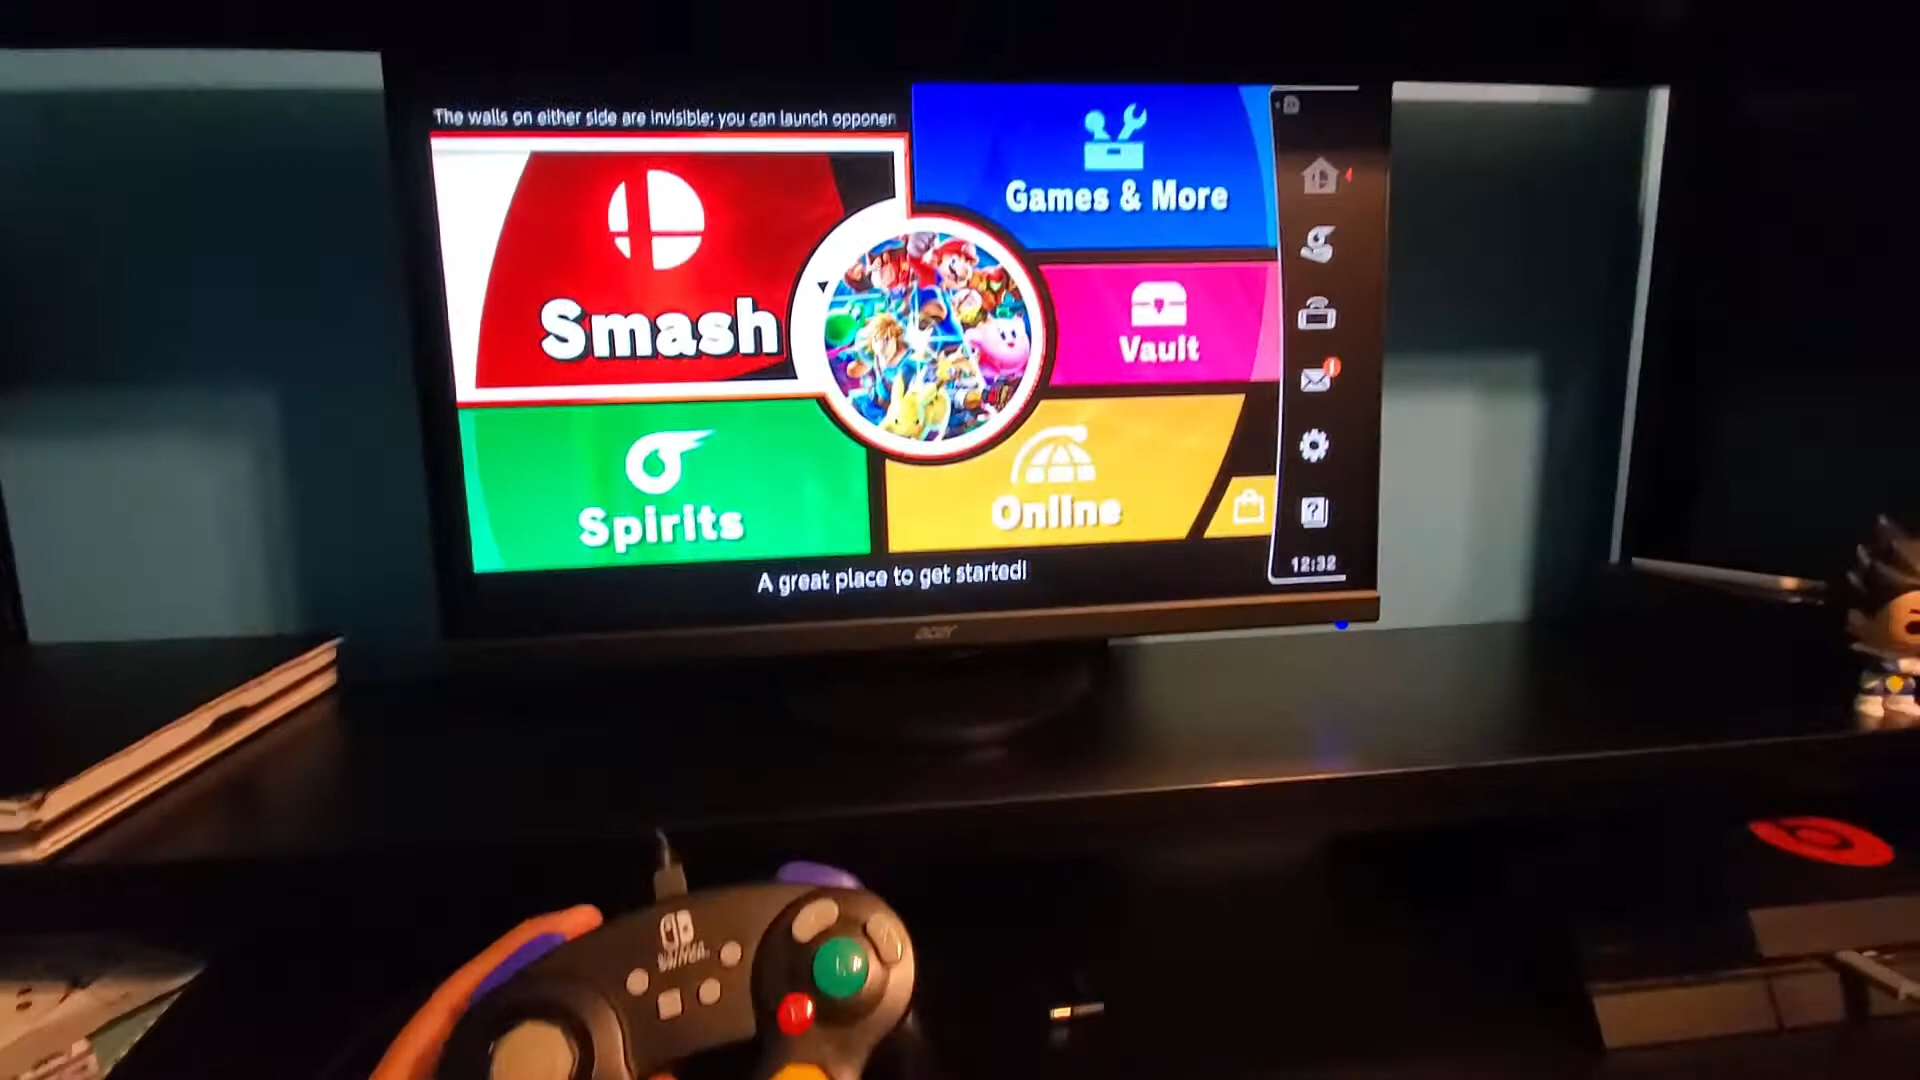 The walls on either side are invisible; you can launch opponen
Games & More
Smash
Vault
Spirits
Online
A great place to get started!
12:32
acer
A